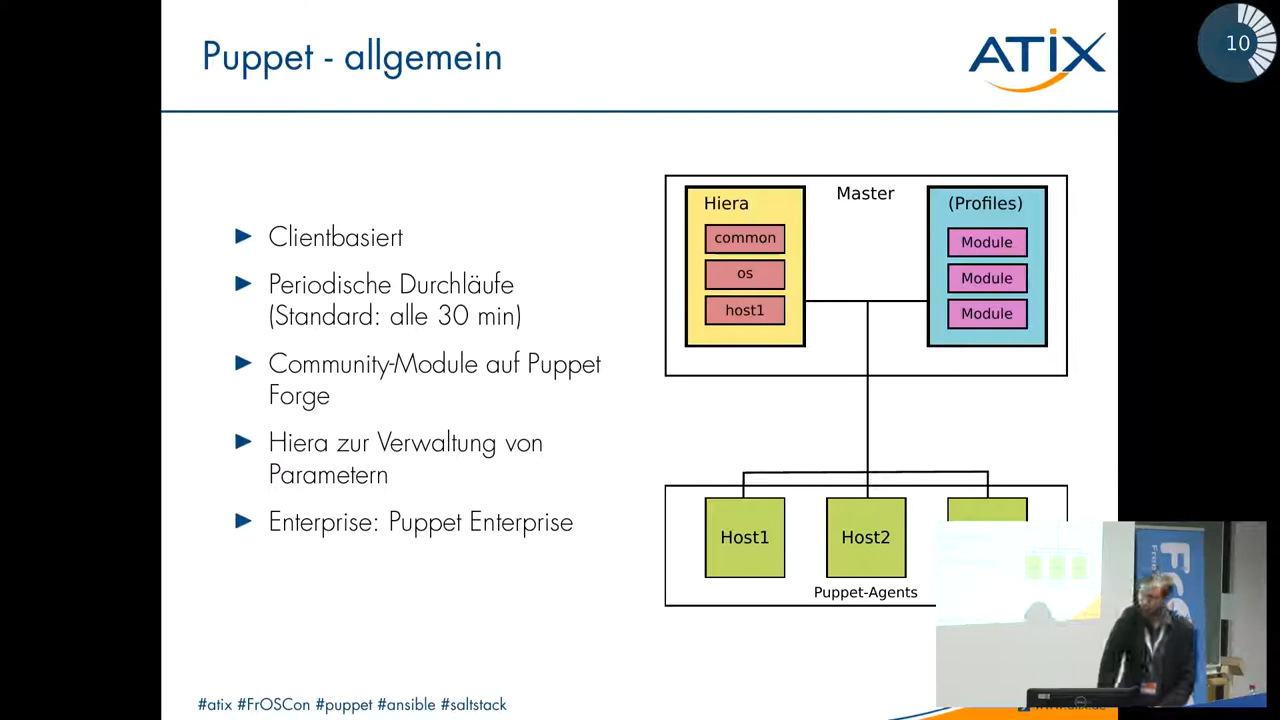 Puppet - allgemein
ATIX
10
Clientbasiert
Periodische Durchläufe
(Standard: alle 30 min)
Community-Module auf Puppet
Forge
Hiera zur Verwaltung von
Parametern
Enterprise: Puppet Enterprise
Master
Hiera
common
os
host1
(Profiles)
Module
Module
Module
Host1
Host2
Puppet-Agents
#atix #FrOSCon #puppet #ansible #saltstack